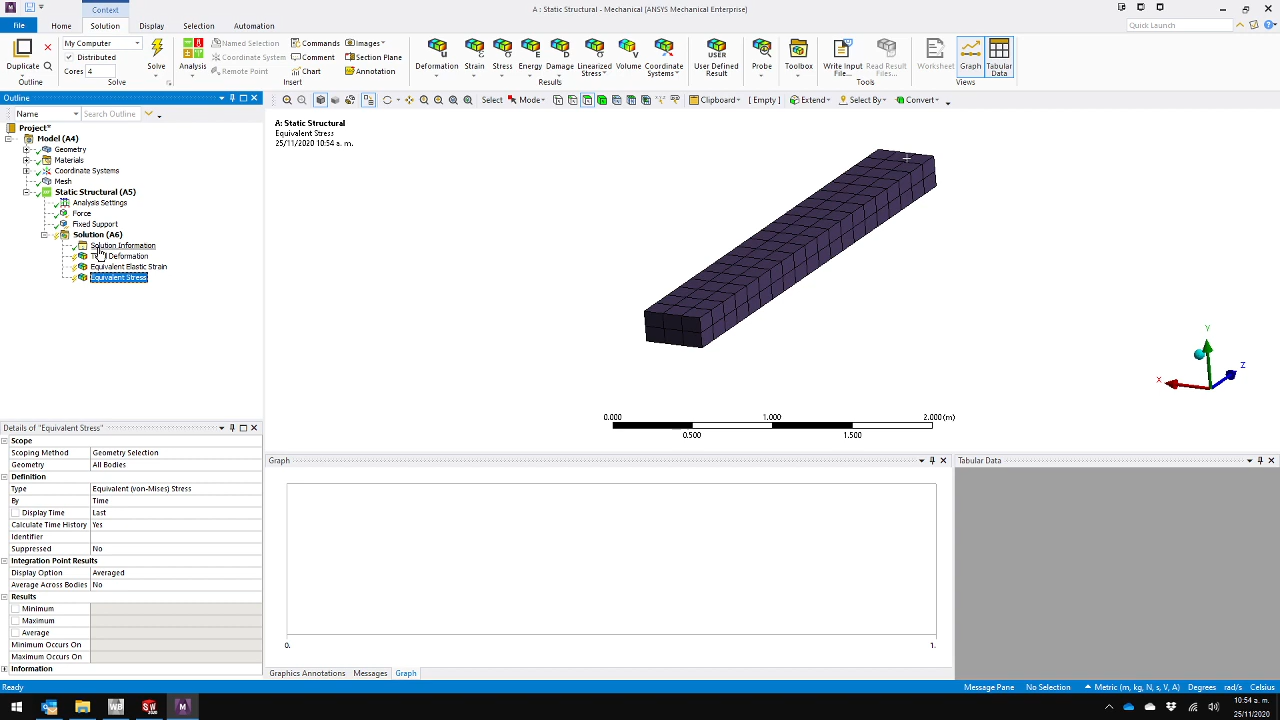 Context
A : Static Structural - Mechanical [ANSYS Mechanical Enterprise]
File Home Solution Display Selection Automation
Quick Launch
Duplicate
Outline
My Computer
Distributed
Cores 4
Solve
Solve
Analysis
Named Selection
Coordinate System
Remote Point
Commands
Comment
Chart
Images
Section Plane
Annotation
Insert
Deformation
Strain
Stress
Energy
Damage
Linearized Stress
Volume
Coordinate Systems
Results
USER
User Defined Result
Probe
Toolbox
Write Input File...
Read Result Files...
Tools
Worksheet
Graph
Tabular Data
Views
Outline
Name
Search Outline
Project*
Model (A4)
Geometry
Materials
Coordinate Systems
Mesh
Static Structural (A5)
Analysis Settings
Force
Fixed Support
Solution (A6)
Solution Information
Deformation
Equivalent Elastic Strain
Equivalent Stress
Select Mode Clipboard [Empty] Extend Select By Convert
A: Static Structural
Equivalent Stress
25/11/2020 10:54 a. m.
Y
X
Z
0.000 1.000 2.000 (m)
0.500 1.500
Details of "Equivalent Stress"
Scope
Scoping Method Geometry Selection
Geometry All Bodies
Definition
Type Equivalent (von-Mises) Stress
By Time
Display Time Last
Calculate Time History Yes
Identifier
Suppressed No
Integration Point Results
Display Option Averaged
Average Across Bodies No
Results
Minimum
Maximum
Average
Minimum Occurs On
Maximum Occurs On
Information
Graph
0. 1.
Graphics Annotations Messages Graph
Tabular Data
Ready
Message Pane No Selection Metric (m, kg, N, s, V, A) Degrees rad/s Celsius
10:54 a. m.
25/11/2020